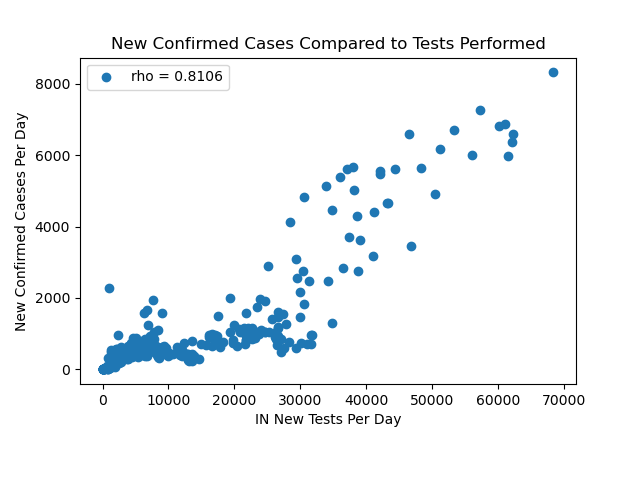 New Confirmed Cases Compared to Tests Performed
rho = 0.8106
New Confirmed Caeses Per Day
8000
6000
4000
2000
0
0 10000 20000 30000 40000 50000 60000 70000
IN New Tests Per Day